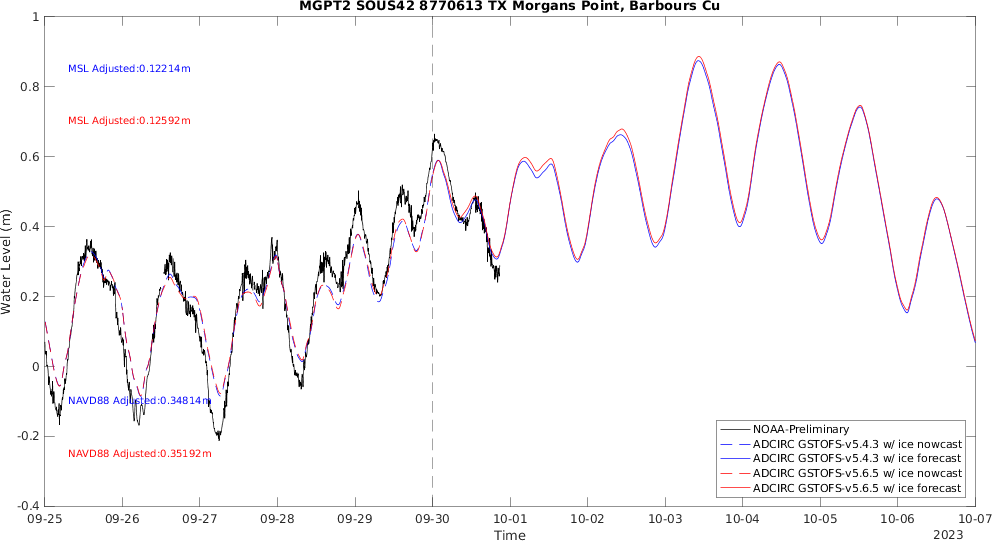 MGPT2 SOUS42 8770613 TX Morgans Point, Barbours Cu
1
0.8
0.6
0.4
0.2
0
-0.2
-0.4
Water Level (m)
MSL Adjusted:0.12214m
MSL Adjusted:0.12592m
NAVD88 Adjusted:0.34814m
NAVD88 Adjusted:0.35192m
NOAA-Preliminary
ADCIRC GSTOFS-v5.4.3 w/ ice nowcast
ADCIRC GSTOFS-v5.4.3 w/ ice forecast
ADCIRC GSTOFS-v5.6.5 w/ ice nowcast
ADCIRC GSTOFS-v5.6.5 w/ ice forecast
09-25 09-26 09-27 09-28 09-29 09-30 10-01 10-02 10-03 10-04 10-05 10-06 10-07
Time
2023